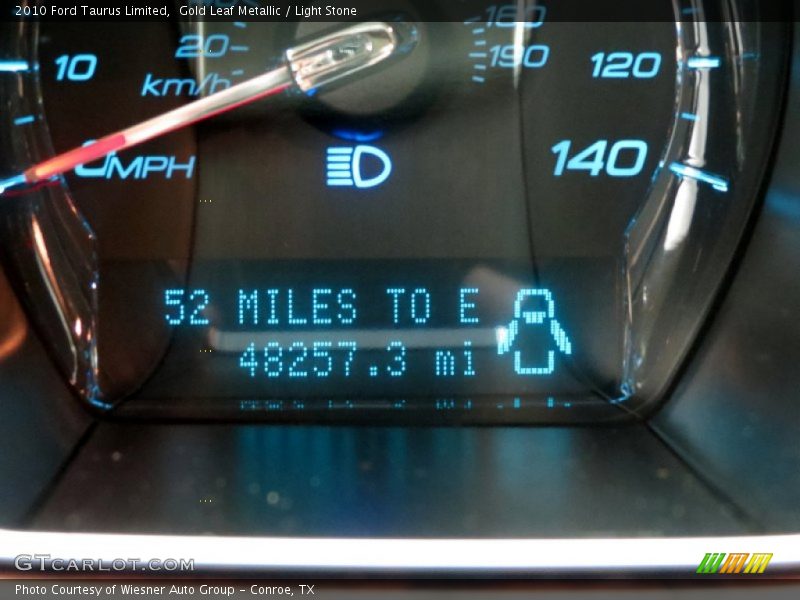 2010 Ford Taurus Limited, Gold Leaf Metallic / Light Stone
160
20
190
10
120
km/h
0MPH
140
52 MILES TO E
48257.3 mi
GTCARLOT.COM
Photo Courtesy of Wiesner Auto Group - Conroe, TX